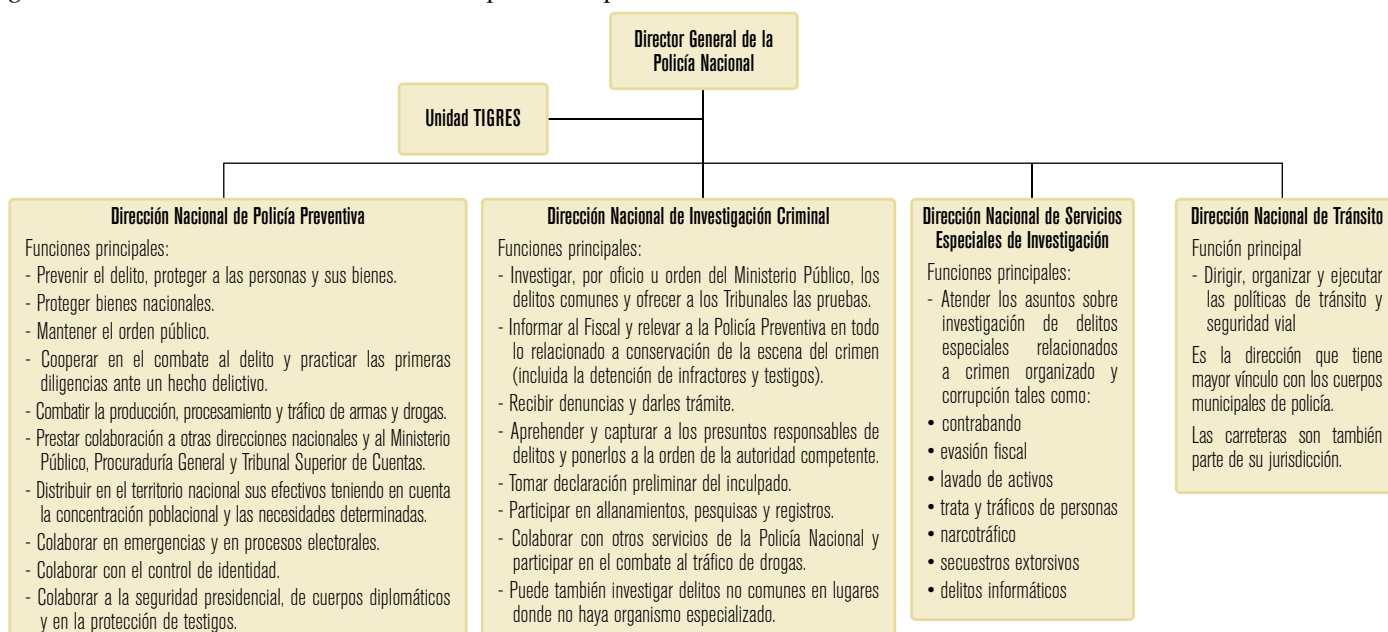 Director General de la
Policía Nacional
Unidad TIGRES
Dirección Nacional de Policía Preventiva
Funciones principales:
- Prevenir el delito, proteger a las personas y sus bienes.
- Proteger bienes nacionales.
- Mantener el orden público.
- Cooperar en el combate al delito y practicar las primeras
diligencias ante un hecho delictivo.
- Combatir la producción, procesamiento y tráfico de armas y drogas.
- Prestar colaboración a otras direcciones nacionales y al Ministerio
Público, Procuraduría General y Tribunal Superior de Cuentas.
- Distribuir en el territorio nacional sus efectivos teniendo en cuenta
la concentración poblacional y las necesidades determinadas.
- Colaborar en emergencias y en procesos electorales.
- Colaborar con el control de identidad.
- Colaborar a la seguridad presidencial, de cuerpos diplomáticos
y en la protección de testigos.
Dirección Nacional de Investigación Criminal
Funciones principales:
- Investigar, por oficio u orden del Ministerio Público, los
delitos comunes y ofrecer a los Tribunales las pruebas.
- Informar al Fiscal y relevar a la Policía Preventiva en todo
lo relacionado a conservación de la escena del crimen
(incluida la detención de infractores y testigos).
- Recibir denuncias y darles trámite.
- Aprehender y capturar a los presuntos responsables de
delitos y ponerlos a la orden de la autoridad competente.
- Tomar declaración preliminar del inculpado.
- Participar en allanamientos, pesquisas y registros.
- Colaborar con otros servicios de la Policía Nacional y
participar en el combate al tráfico de drogas.
- Puede también investigar delitos no comunes en lugares
donde no haya organismo especializado.
Dirección Nacional de Servicios
Especiales de Investigación
Funciones principales:
- Atender los asuntos sobre
investigación de delitos
especiales relacionados
a crimen organizado y
corrupción tales como:
• contrabando
• evasión fiscal
• lavado de activos
• trata y tráficos de personas
• narcotráfico
• secuestros extorsivos
• delitos informáticos
Dirección Nacional de Tránsito
Función principal
- Dirigir, organizar y ejecutar
las políticas de tránsito y
seguridad vial
Es la dirección que tiene
mayor vínculo con los cuerpos
municipales de policía.
Las carreteras son también
parte de su jurisdicción.